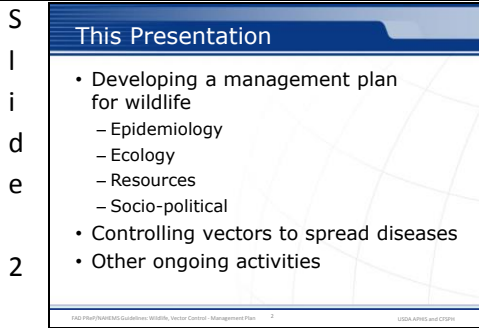 Slide 2
This Presentation
• Developing a management plan
for wildlife
– Epidemiology
– Ecology
– Resources
– Socio-political
• Controlling vectors to spread diseases
• Other ongoing activities
FAD PReP/NAHEMS Guidelines: Wildlife, Vector Control - Management Plan 2 USDA APHIS and CFSPH